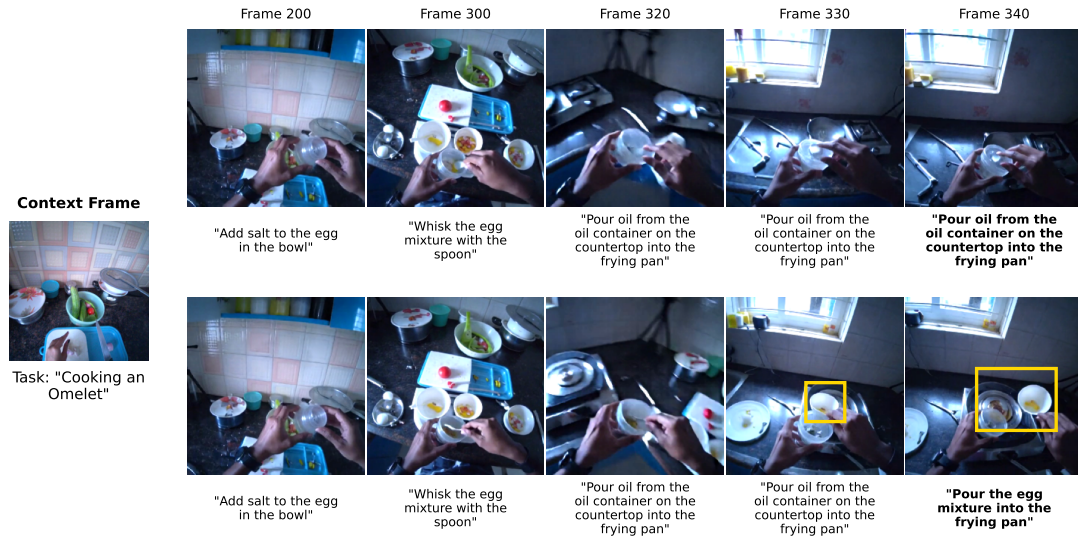 Frame 200
Frame 300
Frame 320
Frame 330
Frame 340
Context Frame
Task: "Cooking an
Omelet"
"Add salt to the egg
in the bowl"
"Whisk the egg
mixture with the
spoon"
"Pour oil from the
oil container on the
countertop into the
frying pan"
"Pour oil from the
oil container on the
countertop into the
frying pan"
"Pour oil from the
oil container on the
countertop into the
frying pan"
"Add salt to the egg
in the bowl"
"Whisk the egg
mixture with the
spoon"
"Pour oil from the
oil container on the
countertop into the
frying pan"
"Pour oil from the
oil container on the
countertop into the
frying pan"
"Pour the egg
mixture into the
frying pan"